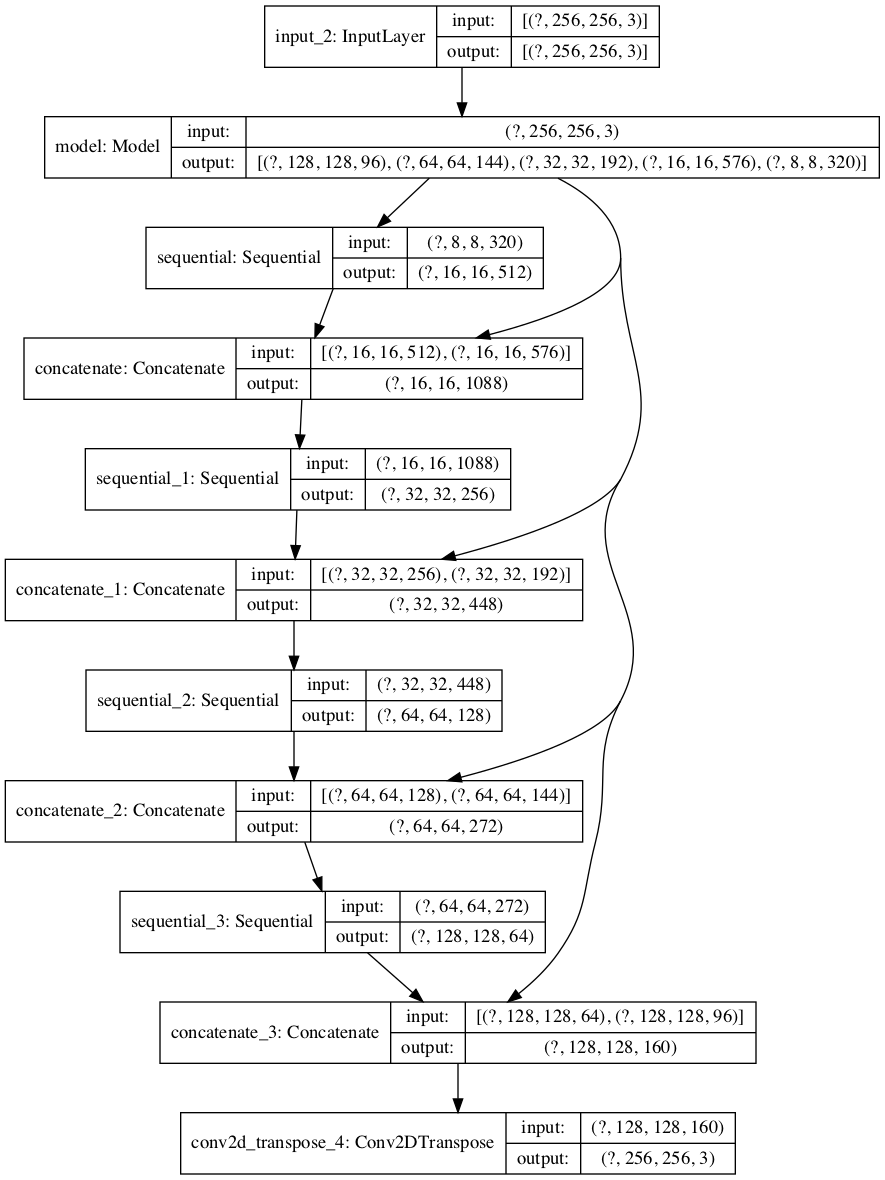 input_2: InputLayer
input: [(?, 256, 256, 3)]
output: [(?, 256, 256, 3)]
model: Model
input: (?, 256, 256, 3)
output: [(?, 128, 128, 96), (?, 64, 64, 144), (?, 32, 32, 192), (?, 16, 16, 576), (?, 8, 8, 320)]
sequential: Sequential
input: (?, 8, 8, 320)
output: (?, 16, 16, 512)
concatenate: Concatenate
input: [(?, 16, 16, 512), (?, 16, 16, 576)]
output: (?, 16, 16, 1088)
sequential_1: Sequential
input: (?, 16, 16, 1088)
output: (?, 32, 32, 256)
concatenate_1: Concatenate
input: [(?, 32, 32, 256), (?, 32, 32, 192)]
output: (?, 32, 32, 448)
sequential_2: Sequential
input: (?, 32, 32, 448)
output: (?, 64, 64, 128)
concatenate_2: Concatenate
input: [(?, 64, 64, 128), (?, 64, 64, 144)]
output: (?, 64, 64, 272)
sequential_3: Sequential
input: (?, 64, 64, 272)
output: (?, 128, 128, 64)
concatenate_3: Concatenate
input: [(?, 128, 128, 64), (?, 128, 128, 96)]
output: (?, 128, 128, 160)
conv2d_transpose_4: Conv2DTranspose
input: (?, 128, 128, 160)
output: (?, 256, 256, 3)